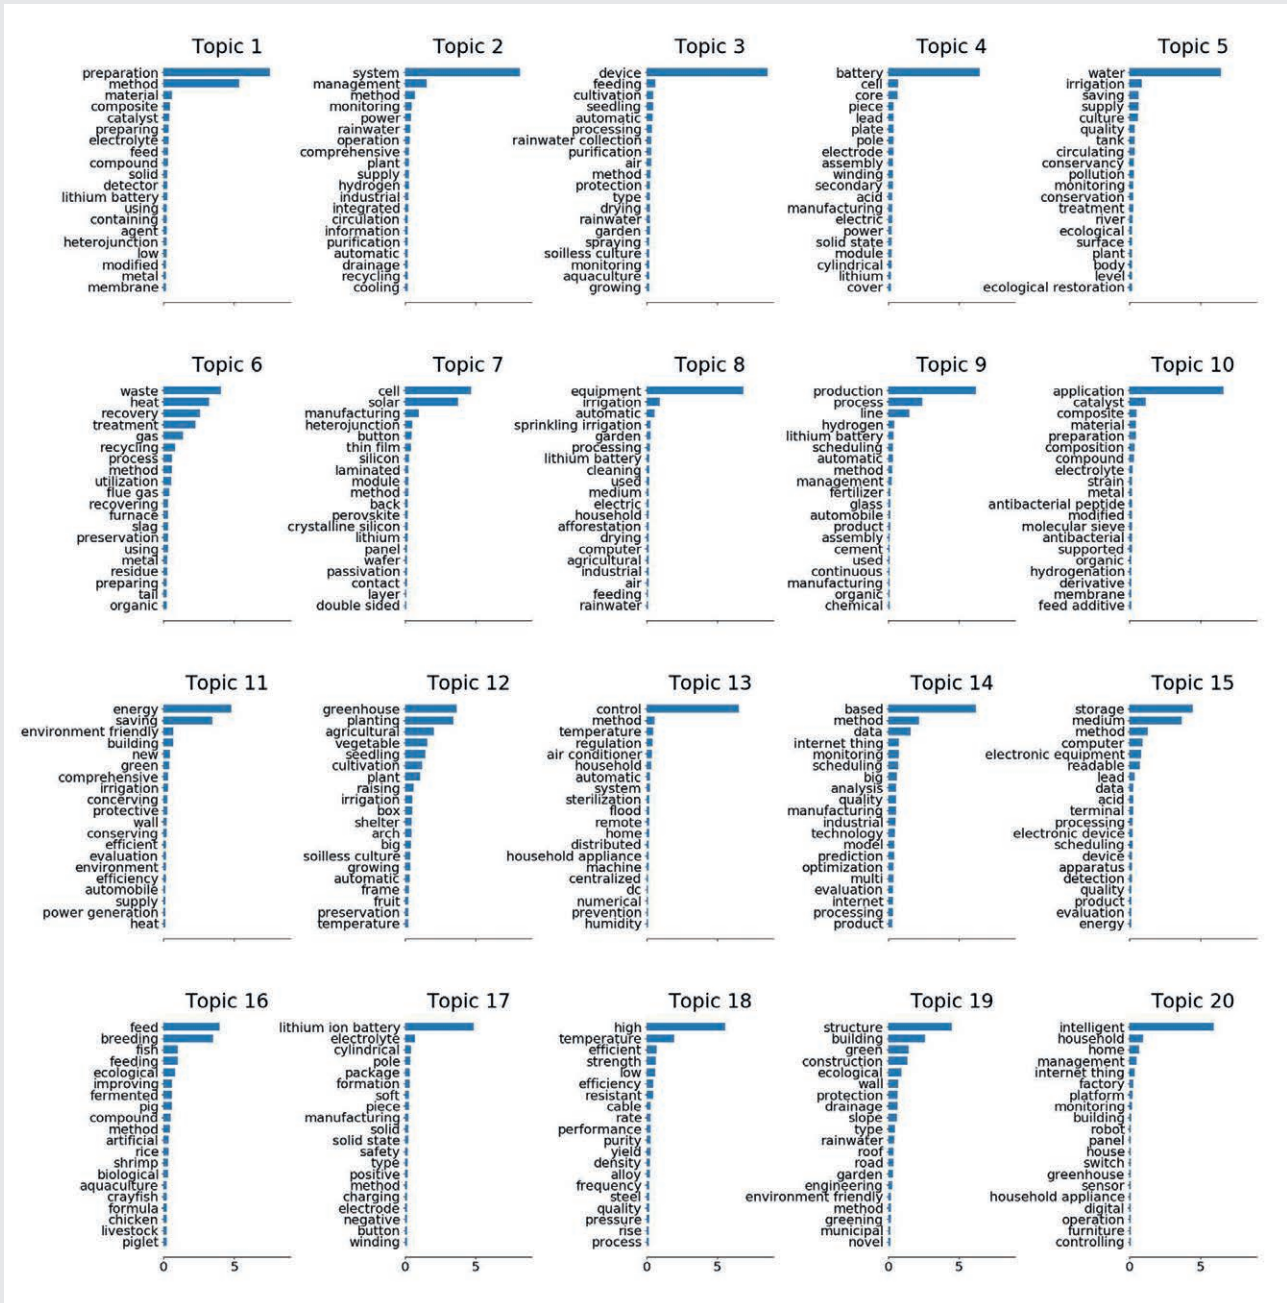 Topic 1
preparation
method
material
composite
catalyst
preparing
electrolyte
feed
compound
solid
detector
lithium battery
using
containing
agent
heterojunction
low
modified
metal
membrane
Topic 2
system
management
method
monitoring
power
rainwater
operation
comprehensive
plant
supply
hydrogen
industrial
integrated
circulation
information
purification
automatic
drainage
recycling
cooling
Topic 3
device
feeding
cultivation
seedling
automatic
processing
rainwater collection
purification
air
method
protection
type
drying
rainwater
garden
spraying
soilless culture
monitoring
aquaculture
growing
Topic 4
battery
cell
core
piece
lead
plate
pole
electrode
assembly
winding
secondary
acid
manufacturing
electric
power
solid state
module
cylindrical
lithium
cover
Topic 5
water
irrigation
saving
supply
culture
quality
tank
circulating
conservancy
pollution
monitoring
conservation
treatment
river
ecological
surface
plant
body
level
ecological restoration
Topic 6
waste
heat
recovery
treatment
gas
recycling
process
method
utilization
flue gas
recovering
furnace
slag
preservation
using
metal
residue
preparing
tail
organic
Topic 7
cell
solar
manufacturing
heterojunction
button
thin film
silicon
laminated
module
method
back
perovskite
crystalline silicon
lithium
panel
wafer
passivation
contact
layer
double sided
Topic 8
equipment
irrigation
automatic
sprinkling irrigation
garden
processing
lithium battery
cleaning
used
medium
electric
household
afforestation
drying
computer
agricultural
industrial
air
feeding
rainwater
Topic 9
production
process
line
hydrogen
lithium battery
scheduling
automatic
method
management
fertilizer
glass
automobile
product
assembly
cement
used
continuous
manufacturing
organic
chemical
Topic 10
application
catalyst
composite
material
preparation
composition
compound
electrolyte
strain
metal
antibacterial peptide
modified
molecular sieve
antibacterial
supported
organic
hydrogenation
derivative
membrane
feed additive
Topic 11
energy
saving
environment friendly
building
new
green
comprehensive
irrigation
concerving
protective
wall
conserving
efficient
evaluation
environment
efficiency
automobile
supply
power generation
heat
Topic 12
greenhouse
planting
agricultural
vegetable
seedling
cultivation
plant
raising
irrigation
box
shelter
arch
big
soilless culture
growing
automatic
frame
fruit
preservation
temperature
Topic 13
control
method
temperature
regulation
air conditioner
household
automatic
system
sterilization
flood
remote
home
distributed
household appliance
machine
centralized
dc
numerical
prevention
humidity
Topic 14
based
method
data
internet thing
monitoring
scheduling
big
analysis
quality
manufacturing
industrial
technology
model
prediction
optimization
multi
evaluation
internet
processing
product
Topic 15
storage
medium
method
computer
electronic equipment
readable
lead
data
acid
terminal
processing
electronic device
scheduling
device
apparatus
detection
quality
product
evaluation
energy
Topic 16
feed
breeding
fish
feeding
ecological
improving
fermented
pig
compound
method
artificial
rice
shrimp
biological
aquaculture
crayfish
formula
chicken
livestock
piglet
0 5
Topic 17
lithium ion battery
electrolyte
cylindrical
pole
package
formation
soft
piece
manufacturing
solid
solid state
safety
type
positive
method
charging
electrode
negative
button
winding
0 5
Topic 18
high
temperature
efficient
strength
low
efficiency
resistant
cable
rate
performance
purity
yield
density
alloy
frequency
steel
quality
pressure
rise
process
0 5
Topic 19
structure
building
green
construction
ecological
wall
protection
drainage
slope
type
rainwater
roof
road
garden
engineering
environment friendly
method
greening
municipal
novel
0 5
Topic 20
intelligent
household
home
management
internet thing
factory
platform
monitoring
building
robot
panel
house
switch
greenhouse
sensor
household appliance
digital
operation
furniture
controlling
0 5